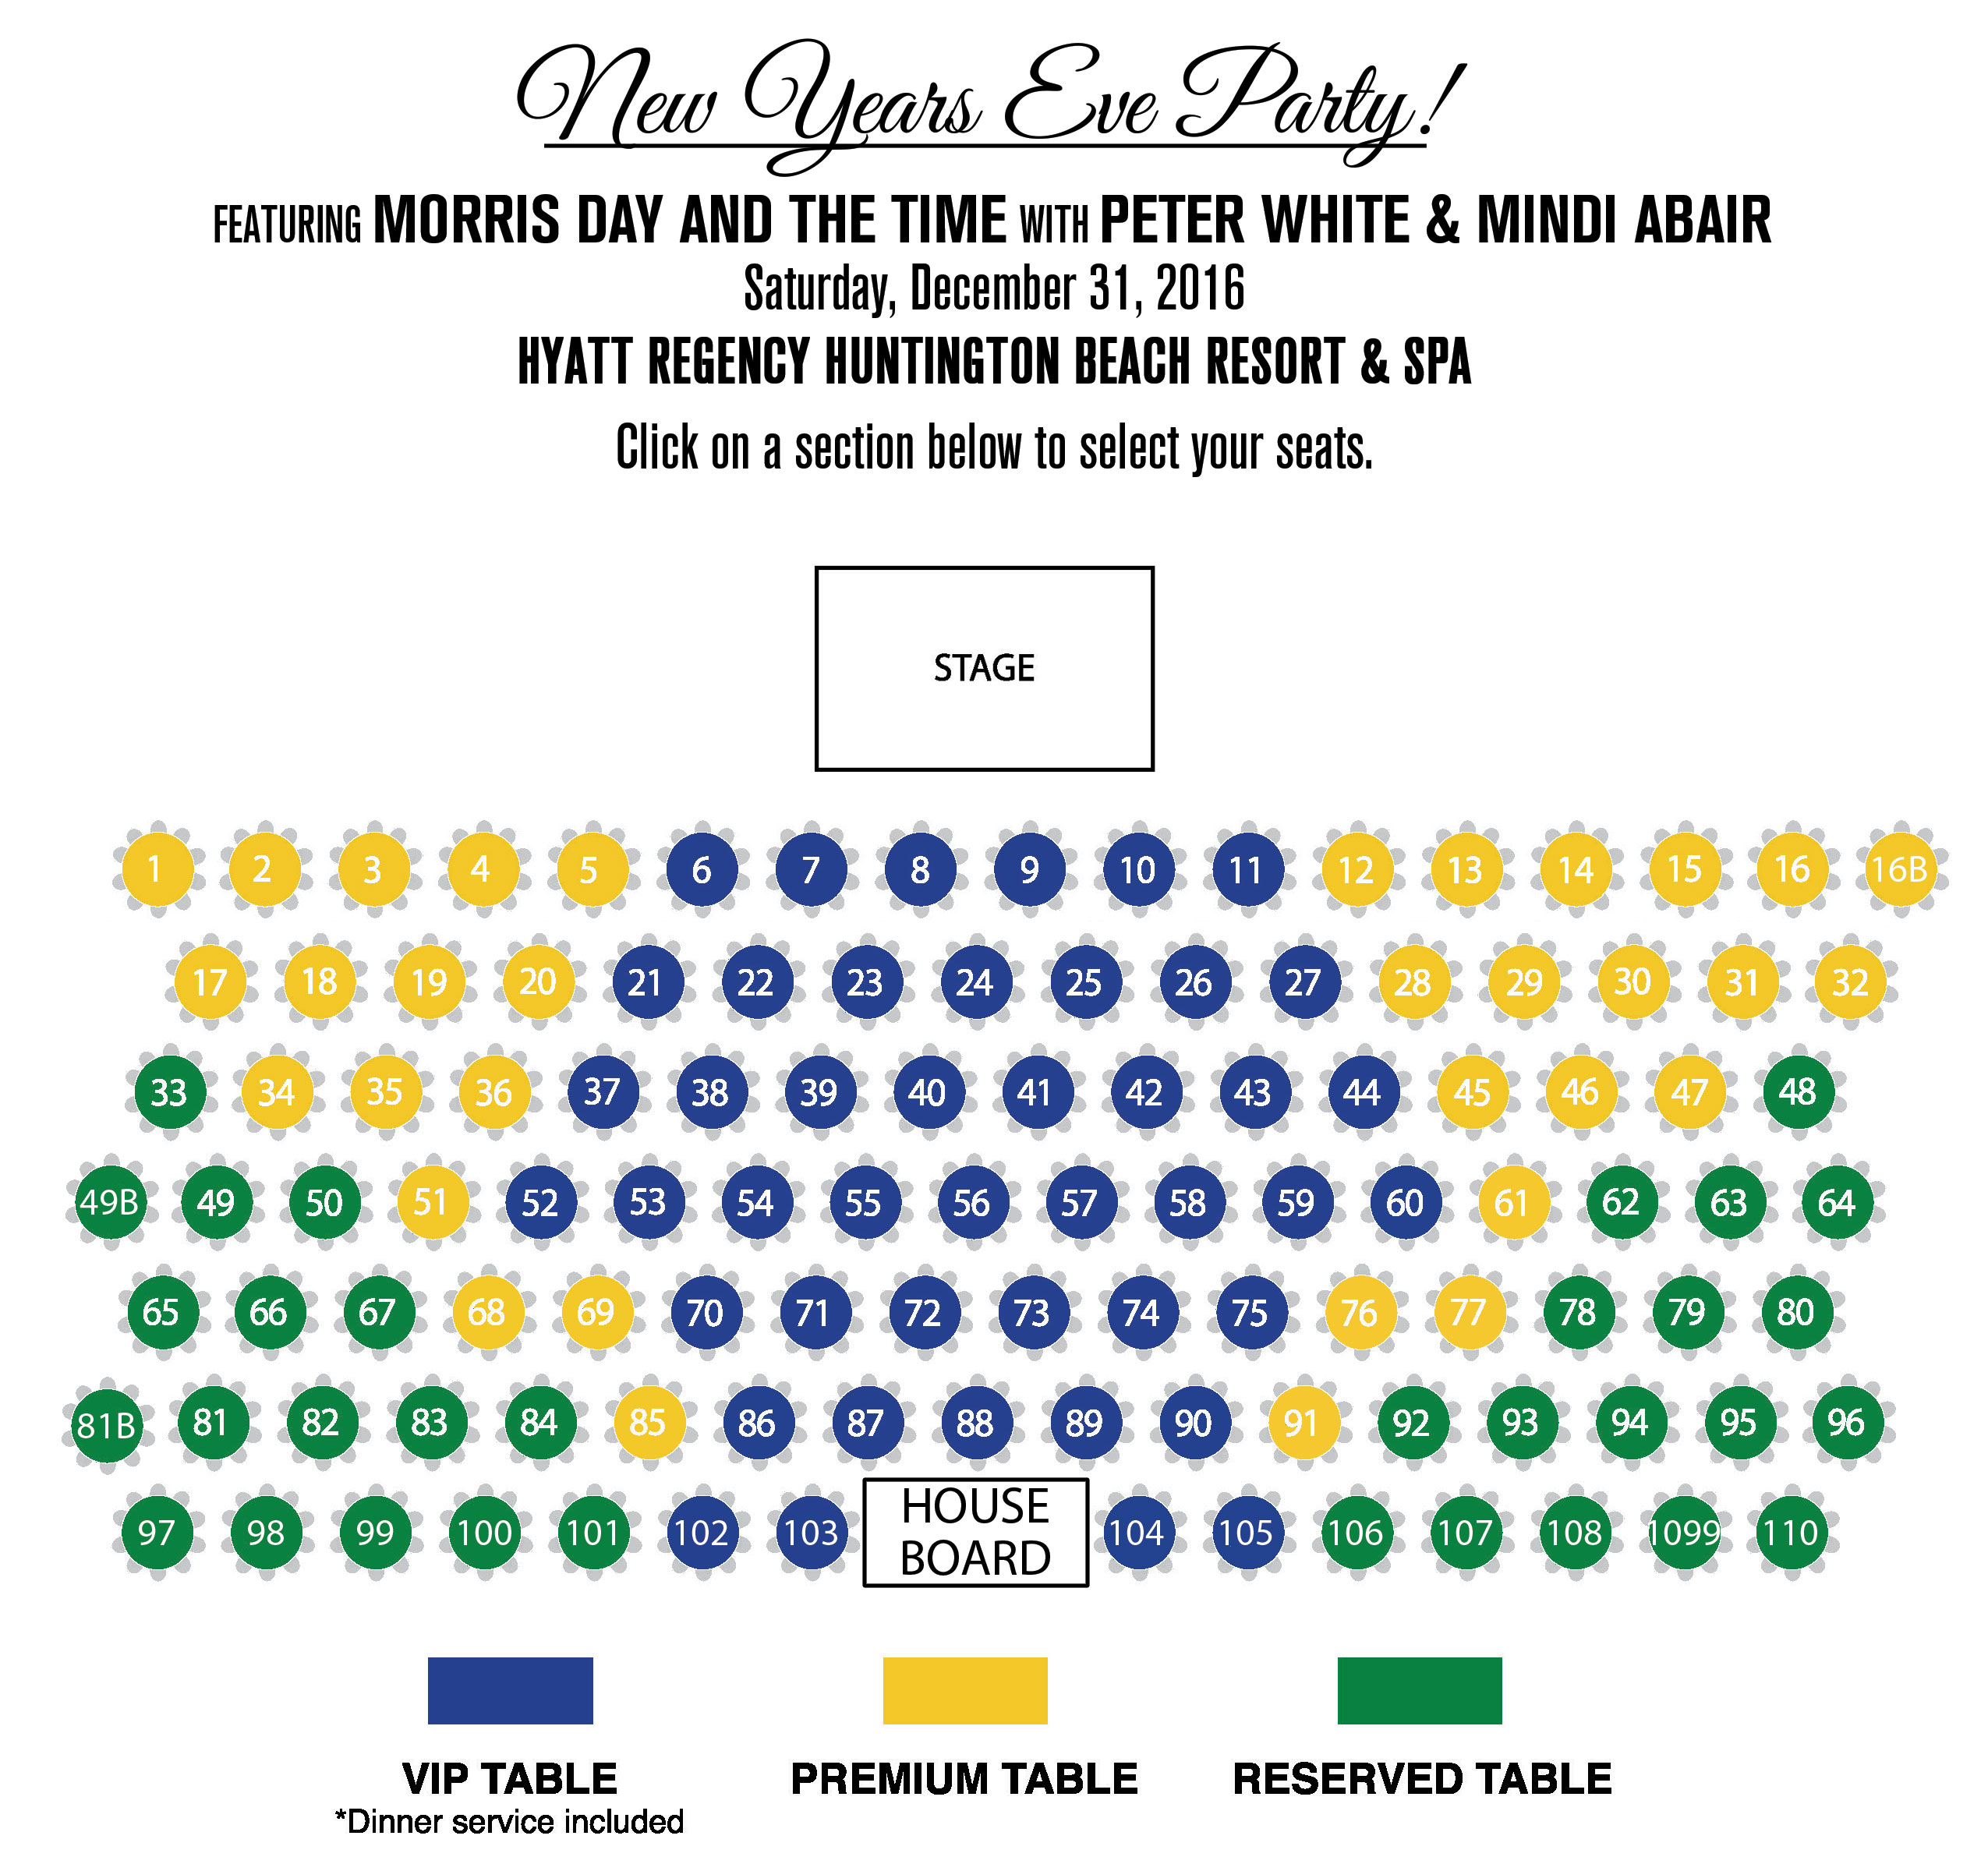 New Years Eve Party!
FEATURING MORRIS DAY AND THE TIME WITH PETER WHITE & MINDI ABAIR
Saturday, December 31, 2016
HYATT REGENCY HUNTINGTON BEACH RESORT & SPA
Click on a section below to select your seats.
STAGE
1 2 3 4 5 6 7 8 9 10 11 12 13 14 15 16 16B
17 18 19 20 21 22 23 24 25 26 27 28 29 30 31 32
33 34 35 36 37 38 39 40 41 42 43 44 45 46 47 48
49B 49 50 51 52 53 54 55 56 57 58 59 60 61 62 63 64
65 66 67 68 69 70 71 72 73 74 75 76 77 78 79 80
81B 81 82 83 84 85 86 87 88 89 90 91 92 93 94 95 96
97 98 99 100 101 102 103 104 105 106 107 108 1099 110
HOUSE
BOARD
VIP TABLE PREMIUM TABLE RESERVED TABLE
*Dinner service included